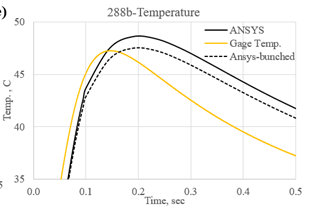 e)
288b-Temperature
ANSYS
Gage Temp.
Ansys-bunched
Temp. , C
50
45
40
35
0.0 0.1 0.2 0.3 0.4 0.5
Time, sec